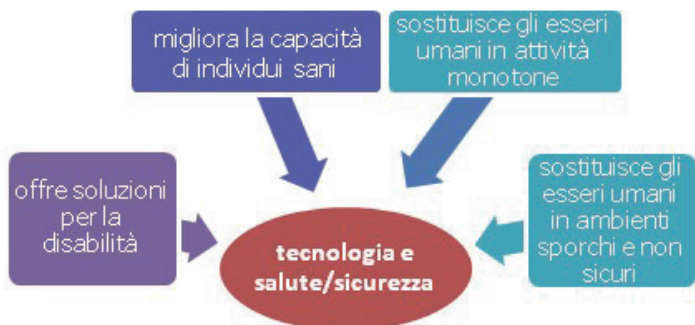 migliora la capacità
di individui sani
sostituisce gli esseri
umani in attività
monotone
offre soluzioni
per la
disabilità
sostituisce gli
esseri umani
in ambienti
sporchi e non
sicuri
tecnologia e
salute/sicurezza